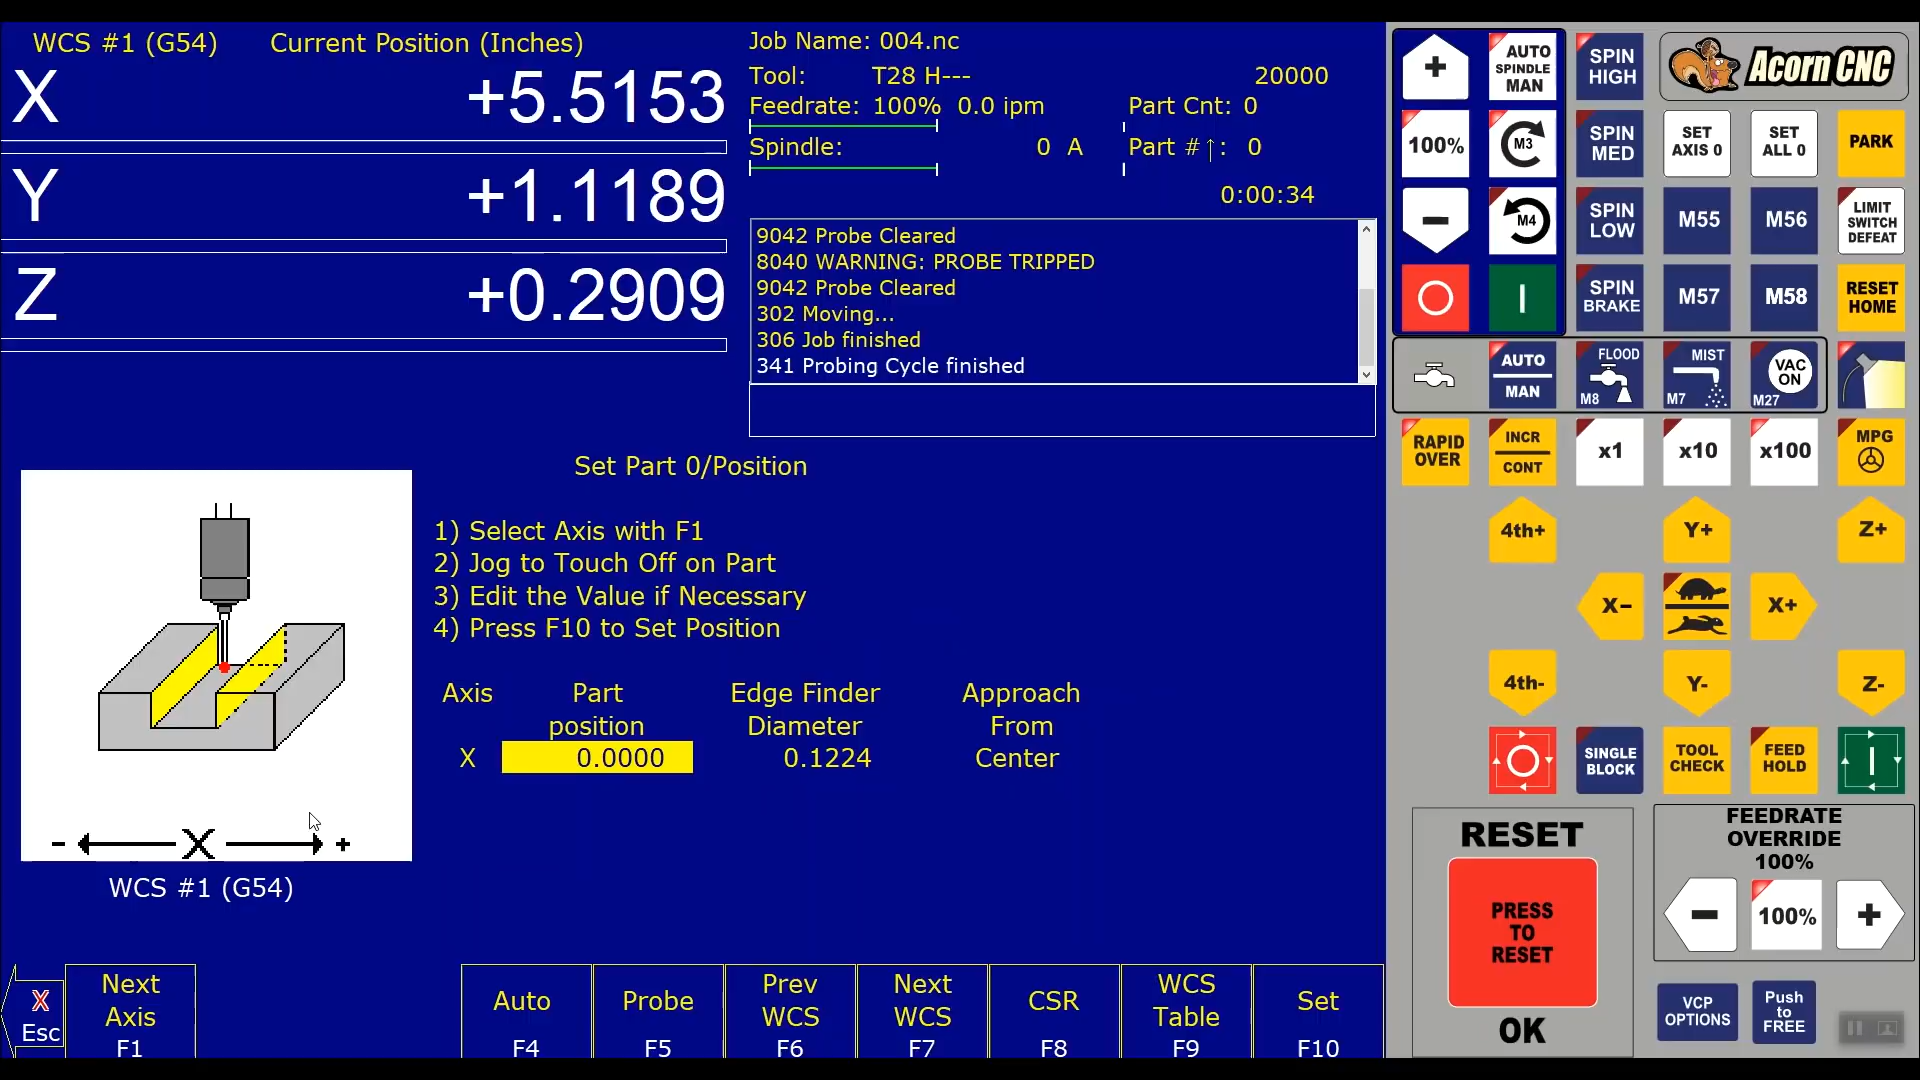 WCS #1 (G54) Current Position (Inches)
X +5.5153
Y +1.1189
Z +0.2909
Job Name: 004.nc
Tool: T28 H--- 20000
Feedrate: 100% 0.0 ipm Part Cnt: 0
Spindle: 0 A Part #↑: 0
0:00:34
9042 Probe Cleared
8040 WARNING: PROBE TRIPPED
9042 Probe Cleared
302 Moving...
306 Job finished
341 Probing Cycle finished
Set Part 0/Position
1) Select Axis with F1
2) Jog to Touch Off on Part
3) Edit the Value if Necessary
4) Press F10 to Set Position
Axis Part Edge Finder Approach
position Diameter From
X 0.0000 0.1224 Center
- X +
WCS #1 (G54)
X
Esc
Next
Axis
F1
Auto
F4
Probe
F5
Prev
WCS
F6
Next
WCS
F7
CSR
F8
WCS
Table
F9
Set
F10
+
AUTO
SPINDLE
MAN
SPIN
HIGH
Acorn CNC
100%
M3
SPIN
MED
SET
AXIS 0
SET
ALL 0
PARK
-
M4
SPIN
LOW
M55
M56
LIMIT
SWITCH
DEFEAT
SPIN
BRAKE
M57
M58
RESET
HOME
AUTO
MAN
FLOOD
M8
MIST
M7
VAC
ON
M27
RAPID
OVER
INCR
CONT
x1
x10
x100
MPG
4th+
Y+
Z+
X-
X+
4th-
Y-
Z-
SINGLE
BLOCK
TOOL
CHECK
FEED
HOLD
RESET
PRESS
TO
RESET
OK
FEEDRATE
OVERRIDE
100%
-
100%
+
VCP
OPTIONS
Push
to
FREE